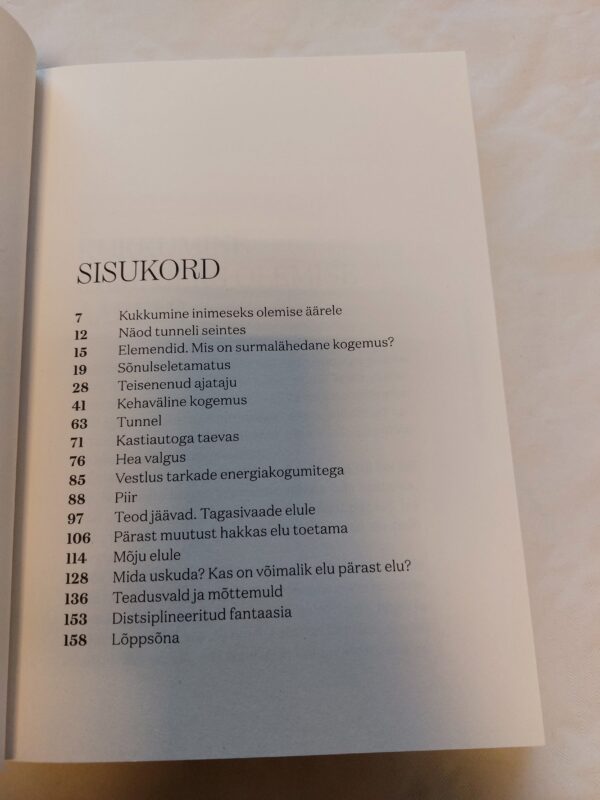 SISUKORD
7 Kukkumine inimeseks olemise äärele
12 Näod tunneli seintes
15 Elemendid. Mis on surmalähedane kogemus?
19 Sõnulseletamatus
28 Teisenenud ajataju
41 Kehaväline kogemus
63 Tunnel
71 Kastiautoga taevas
76 Hea valgus
85 Vestlus tarkade energiakogumitega
88 Piir
97 Teod jäävad. Tagasivaade elule
106 Pärast muutust hakkas elu toetama
114 Mõju elule
128 Mida uskuda? Kas on võimalik elu pärast elu?
136 Teadusvald ja mõttemuld
153 Distsiplineeritud fantaasia
158 Lõppsõna